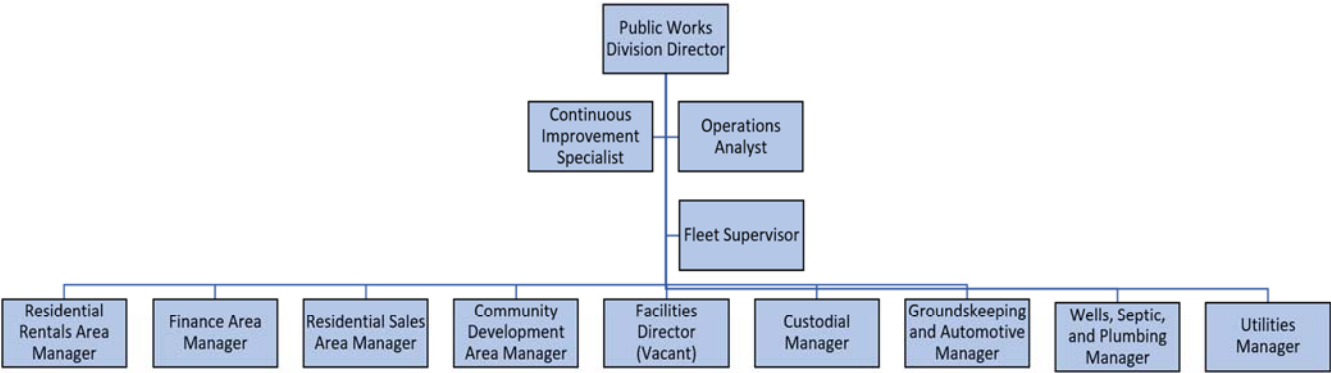 Public Works
Division Director
Continuous
Improvement
Specialist
Operations
Analyst
Fleet Supervisor
Residential
Rentals Area
Manager
Finance Area
Manager
Residential Sales
Area Manager
Community
Development
Area Manager
Facilities
Director
(Vacant)
Custodial
Manager
Groundskeeping
and Automotive
Manager
Wells, Septic,
and Plumbing
Manager
Utilities
Manager